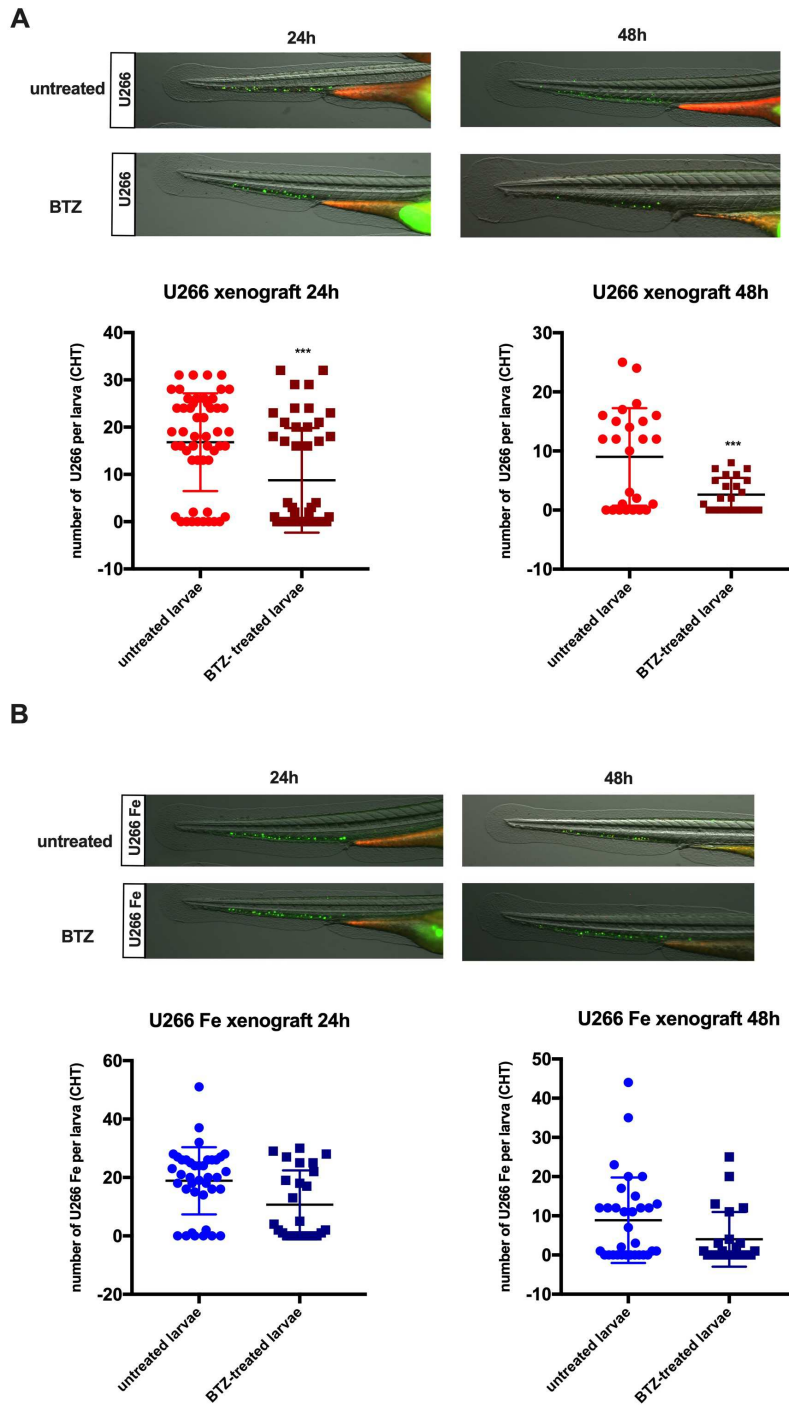 A
24h
48h
untreated
U266
BTZ
U266
U266 xenograft 24h
U266 xenograft 48h
number of U266 per larva (CHT)
40
30
20
10
0
-10
***
untreated larvae
BTZ- treated larvae
number of U266 per larva (CHT)
30
20
10
0
-10
***
untreated larvae
BTZ-treated larvae
B
24h
48h
untreated
U266 Fe
BTZ
U266 Fe
U266 Fe xenograft 24h
U266 Fe xenograft 48h
number of U266 Fe per larva (CHT)
60
40
20
0
-20
untreated larvae
BTZ-treated larvae
number of U266 Fe per larva (CHT)
50
40
30
20
10
0
-10
untreated larvae
BTZ-treated larvae